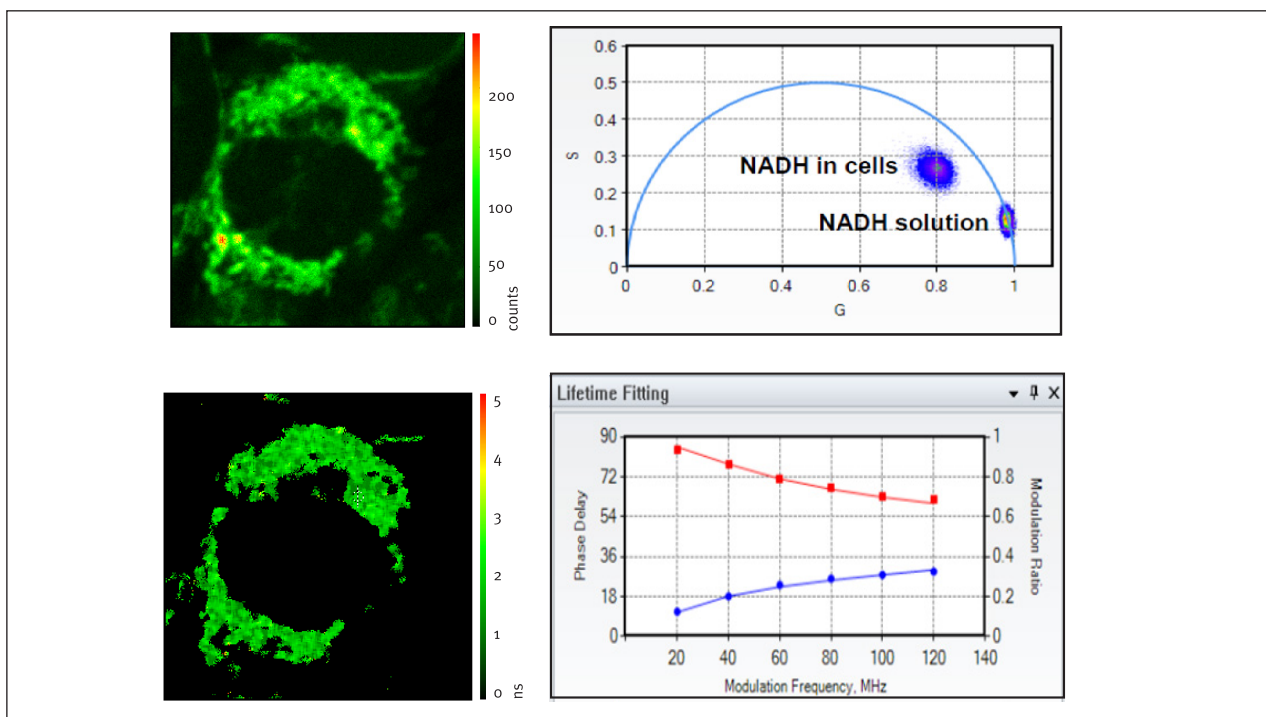 200
150
100
50
0
counts
0.6
0.5
0.4
0.3
0.2
0.1
0
S
NADH in cells
NADH solution
0 0.2 0.4 0.6 0.8 1
G
5
4
3
2
1
0
ns
Lifetime Fitting
90
72
54
36
18
0
Phase Delay
1
0.8
0.6
0.4
0.2
0
Modulation Ratio
20 40 60 80 100 120 140
Modulation Frequency, MHz